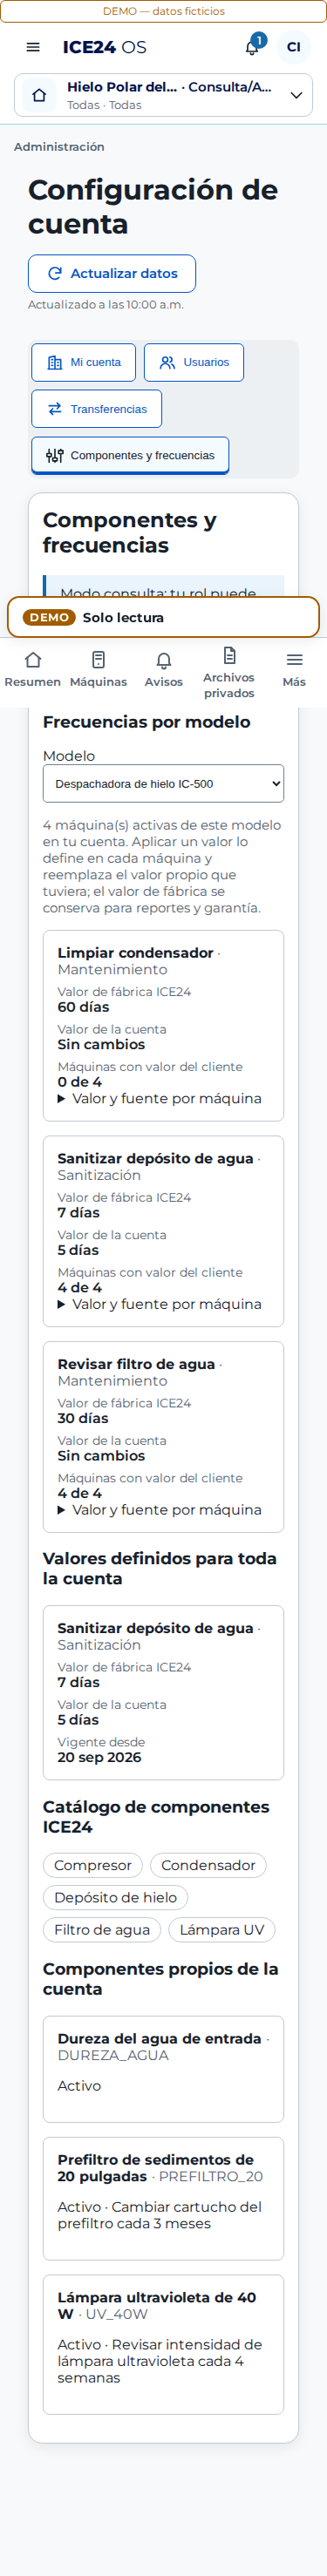 DEMO — datos ficticios
ICE24 OS
1
CI
Hielo Polar del... · Consulta/A...
Todas · Todas
Administración
Configuración de
cuenta
Actualizar datos
Actualizado a las 10:00 a.m.
Mi cuenta
Usuarios
Transferencias
Componentes y frecuencias
Componentes y
frecuencias
Modo consulta: tu rol puede
DEMO Solo lectura
Resumen
Máquinas
Avisos
Archivos
privados
Más
Frecuencias por modelo
Modelo
Despachadora de hielo IC-500
4 máquina(s) activas de este modelo
en tu cuenta. Aplicar un valor lo
define en cada máquina y
reemplaza el valor propio que
tuviera; el valor de fábrica se
conserva para reportes y garantía.
Limpiar condensador ·
Mantenimiento
Valor de fábrica ICE24
60 días
Valor de la cuenta
Sin cambios
Máquinas con valor del cliente
0 de 4
Valor y fuente por máquina
Sanitizar depósito de agua ·
Sanitización
Valor de fábrica ICE24
7 días
Valor de la cuenta
5 días
Máquinas con valor del cliente
4 de 4
Valor y fuente por máquina
Revisar filtro de agua ·
Mantenimiento
Valor de fábrica ICE24
30 días
Valor de la cuenta
Sin cambios
Máquinas con valor del cliente
4 de 4
Valor y fuente por máquina
Valores definidos para toda
la cuenta
Sanitizar depósito de agua ·
Sanitización
Valor de fábrica ICE24
7 días
Valor de la cuenta
5 días
Vigente desde
20 sep 2026
Catálogo de componentes
ICE24
Compresor
Condensador
Depósito de hielo
Filtro de agua
Lámpara UV
Componentes propios de la
cuenta
Dureza del agua de entrada ·
DUREZA_AGUA
Activo
Prefiltro de sedimentos de
20 pulgadas · PREFILTRO_20
Activo · Cambiar cartucho del
prefiltro cada 3 meses
Lámpara ultravioleta de 40
W · UV_40W
Activo · Revisar intensidad de
lámpara ultravioleta cada 4
semanas